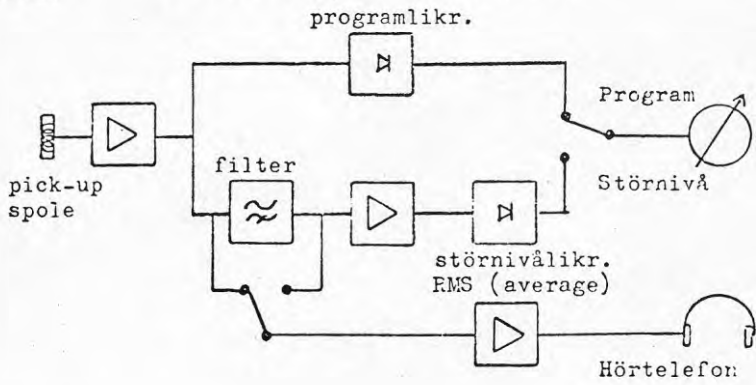 programlikr.
Program
pick-up
spole
filter
Störnivå
störnivålikr.
RMS (average)
Hörtelefon